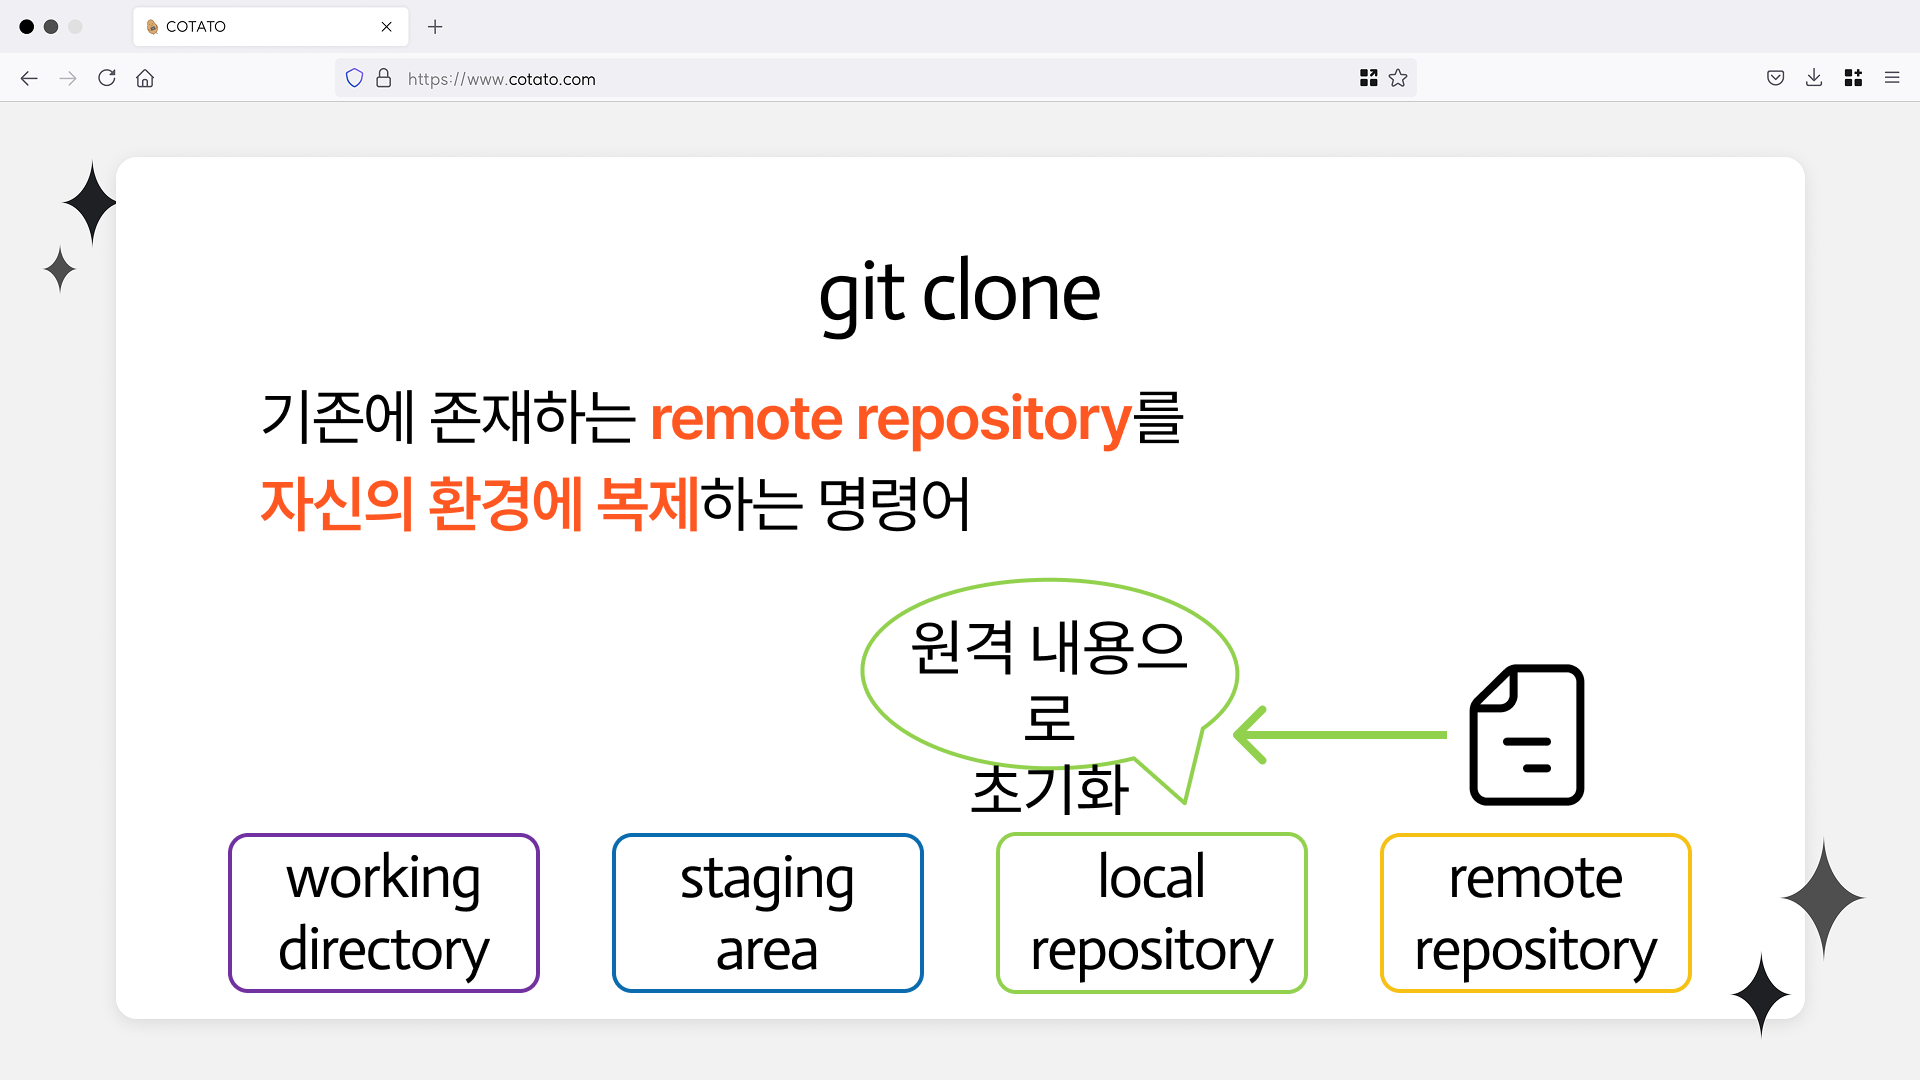 COTATO
https://www.cotato.com
git clone
기존에 존재하는 remote repository를
자신의 환경에 복제하는 명령어
원격 내용으
로
초기화
working
directory
staging
area
local
repository
remote
repository